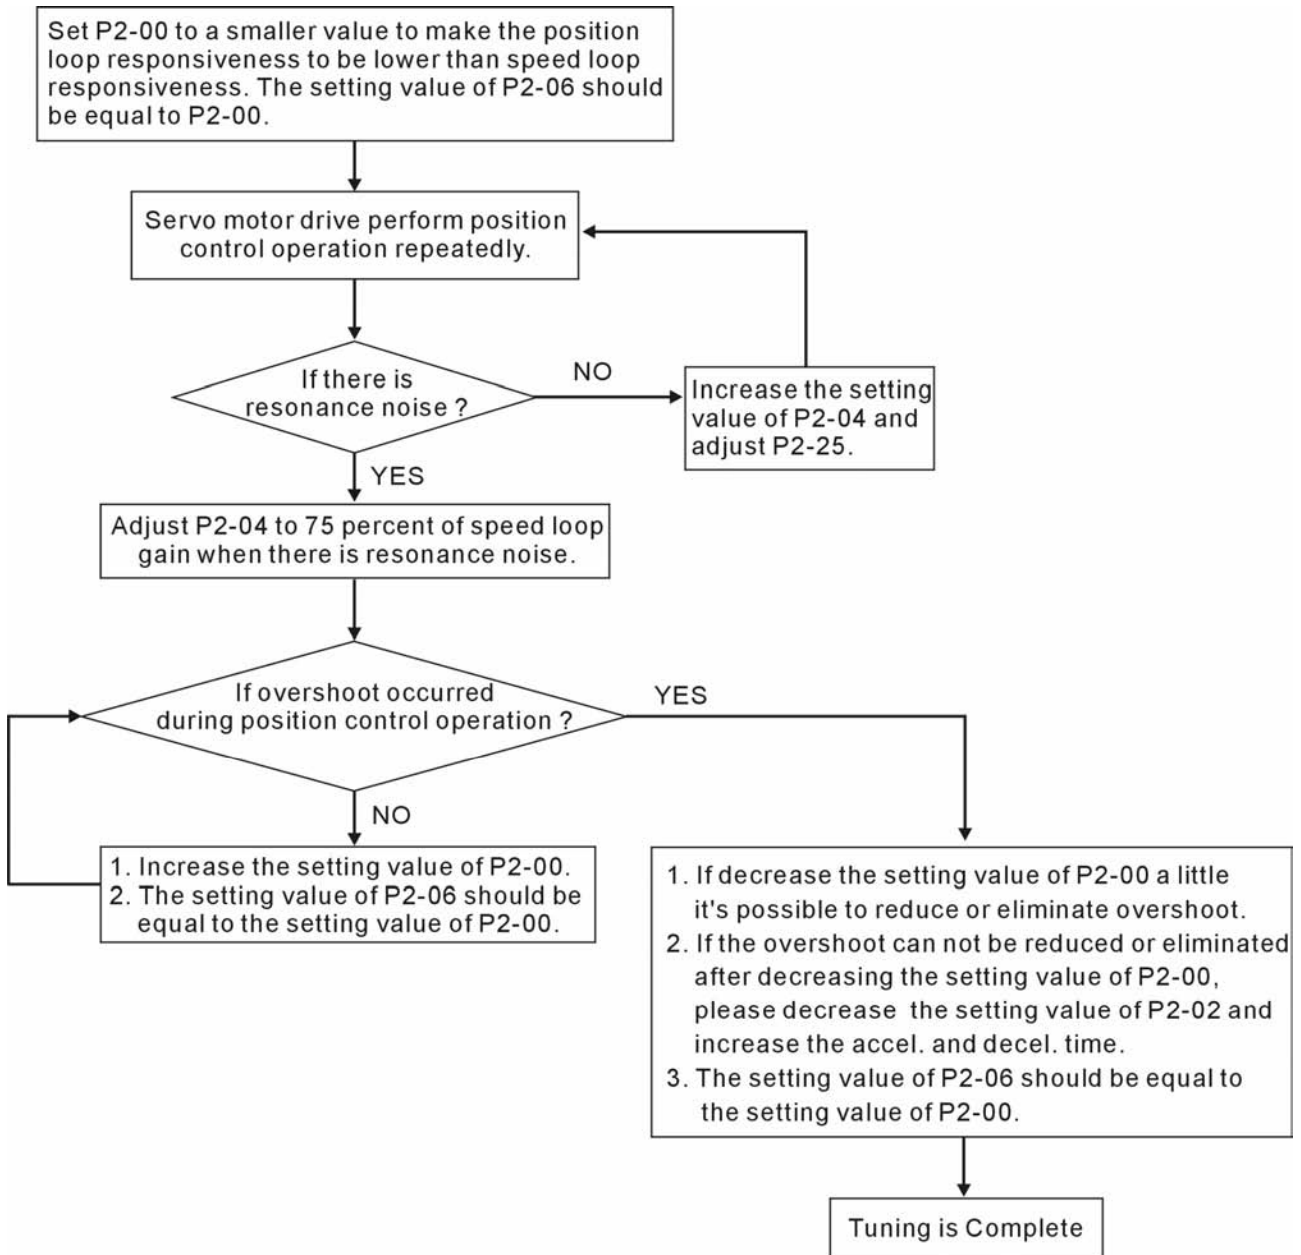 Set P2-00 to a smaller value to make the position
loop responsiveness to be lower than speed loop
responsiveness. The setting value of P2-06 should
be equal to P2-00.
Servo motor drive perform position
control operation repeatedly.
If there is
resonance noise ?
NO
Increase the setting
value of P2-04 and
adjust P2-25.
YES
Adjust P2-04 to 75 percent of speed loop
gain when there is resonance noise.
If overshoot occurred
during position control operation ?
YES
NO
1. Increase the setting value of P2-00.
2. The setting value of P2-06 should be
equal to the setting value of P2-00.
1. If decrease the setting value of P2-00 a little
it's possible to reduce or eliminate overshoot.
2. If the overshoot can not be reduced or eliminated
after decreasing the setting value of P2-00,
please decrease the setting value of P2-02 and
increase the accel. and decel. time.
3. The setting value of P2-06 should be equal to
the setting value of P2-00.
Tuning is Complete